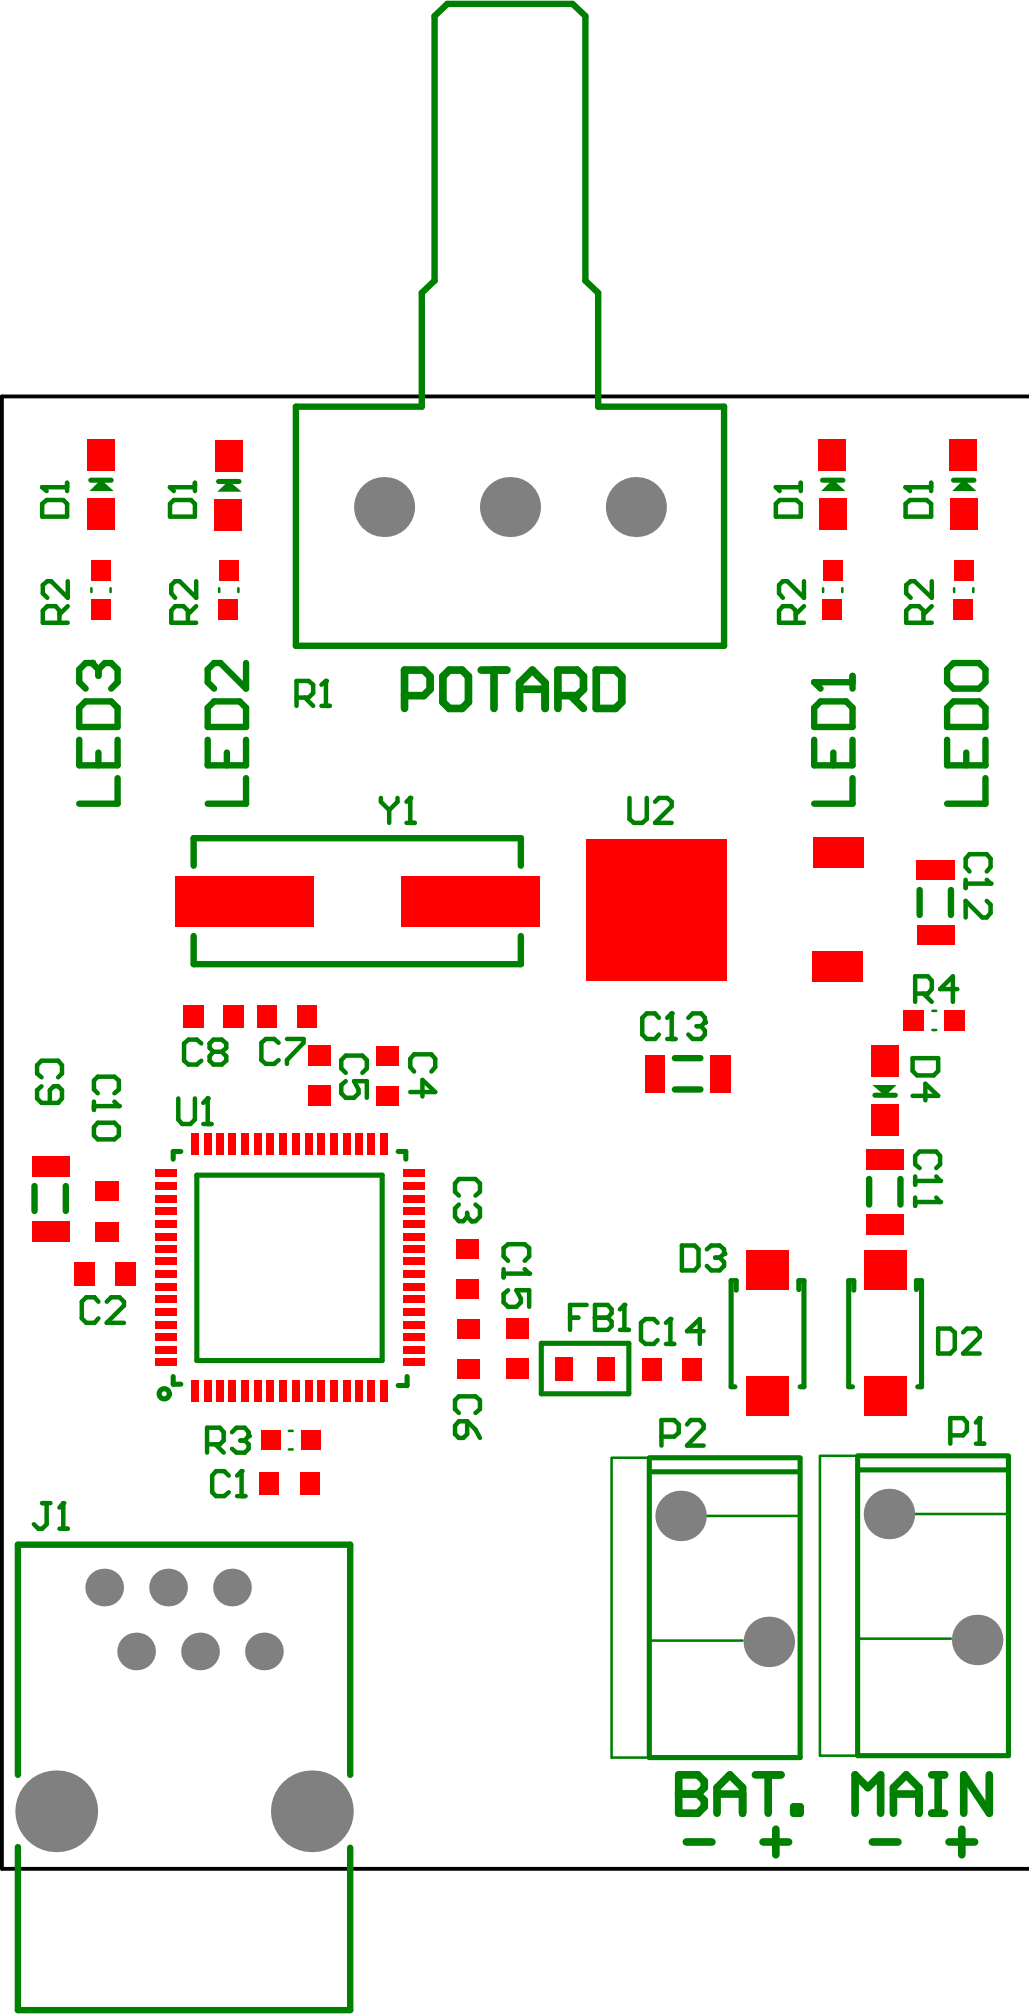 D1
D1
D1
D1
R2
R2
R2
R2
LED3
LED2
R1
POTARD
LED1
LED0
Y1
U2
C12
R4
C13
C8
C7
C5
C4
C9
C10
U1
D4
C11
C3
C15
D3
C2
FB1
C14
D2
C6
R3
P2
P1
C1
J1
BAT. MAIN
- + - +